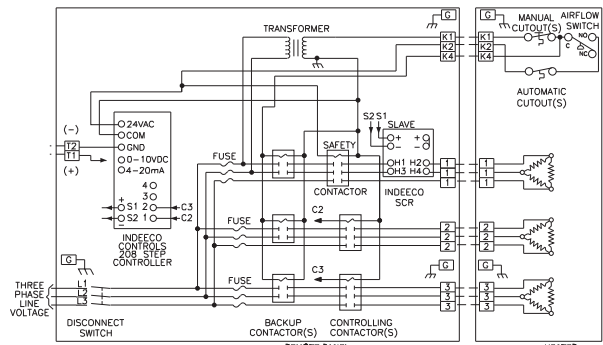 G
G
TRANSFORMER
MANUAL CUTOUT(S)
AIRFLOW SWITCH
K1
K2
K4
K1
K2
K4
NO
C
NC
AUTOMATIC CUTOUT(S)
24VAC
COM
GND
0-10VDC
4-20mA
4
3
S1 2
S2 1
C3
C2
(-)
T2
T1
(+)
+
-
INDEECO
CONTROLS
208 STEP
CONTROLLER
S2 S1
SLAVE
+ +
- -
H1 H2
H3 H4
INDEECO
SCR
FUSE
SAFETY
CONTACTOR
1
1
1
1
1
1
FUSE
C2
2
2
2
2
2
2
G
G
G
FUSE
C3
3
3
3
3
3
3
THREE
PHASE
LINE
VOLTAGE
L1
L2
L3
DISCONNECT
SWITCH
BACKUP
CONTACTOR(S)
CONTROLLING
CONTACTOR(S)